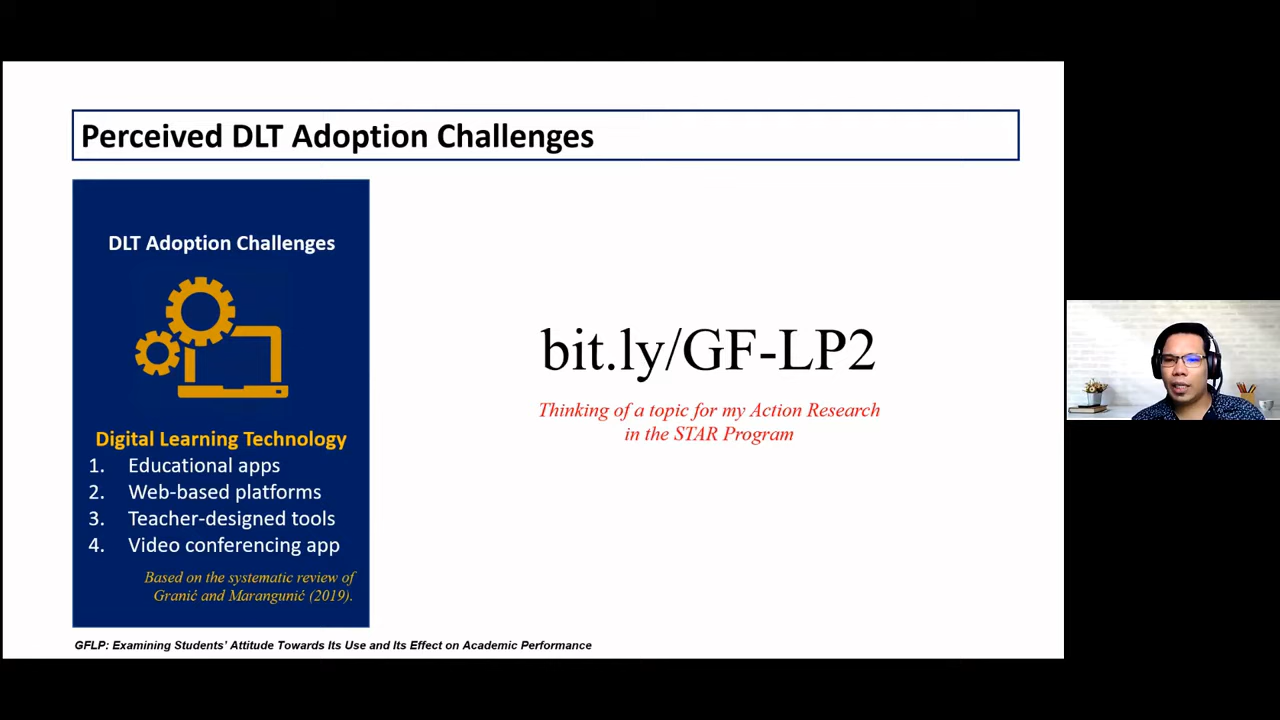 Perceived DLT Adoption Challenges
DLT Adoption Challenges
Digital Learning Technology
1. Educational apps
2. Web-based platforms
3. Teacher-designed tools
4. Video conferencing app
Based on the systematic review of
Granić and Marangunić (2019).
bit.ly/GF-LP2
Thinking of a topic for my Action Research
in the STAR Program
GFLP: Examining Students' Attitude Towards Its Use and Its Effect on Academic Performance